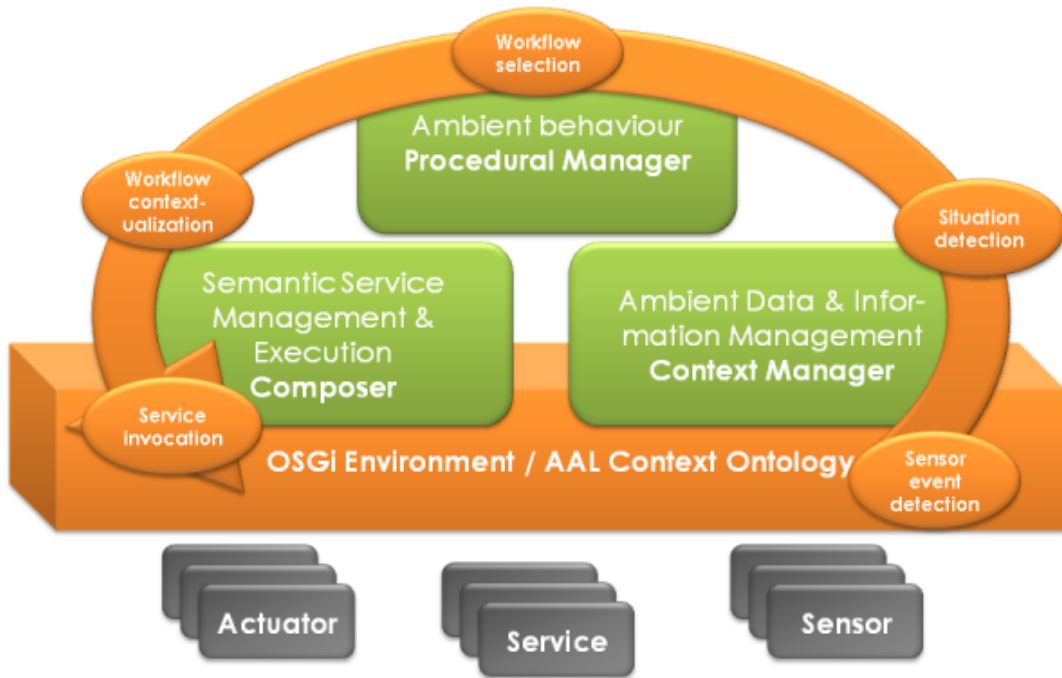 Workflow
selection
Ambient behaviour
Procedural Manager
Workflow
context-
ualization
Situation
detection
Semantic Service
Management &
Execution
Composer
Ambient Data & Infor-
mation Management
Context Manager
Service
invocation
OSGi Environment / AAL Context Ontology
Sensor
event
detection
Actuator
Service
Sensor